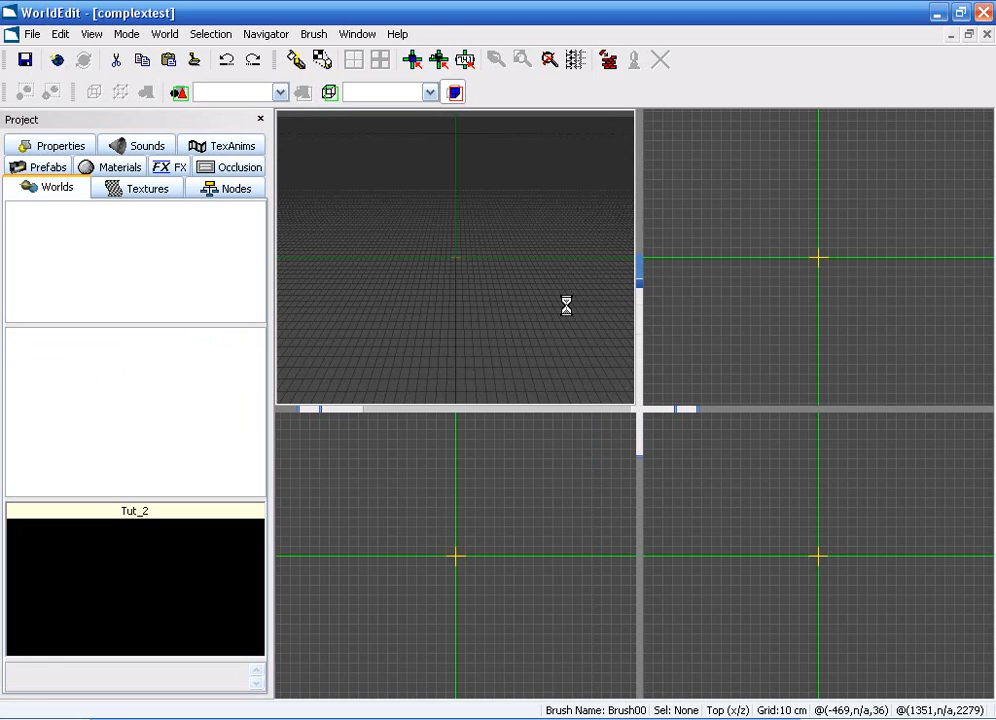 WorldEdit - [complextest]
File Edit View Mode World Selection Navigator Brush Window Help
Project
Properties Sounds TexAnims
Prefabs Materials FX FX Occlusion
Worlds Textures Nodes
Tut_2
Brush Name: Brush00 Sel: None Top (x/z) Grid:10 cm @(-469,n/a,36) @(1351,n/a,2279)